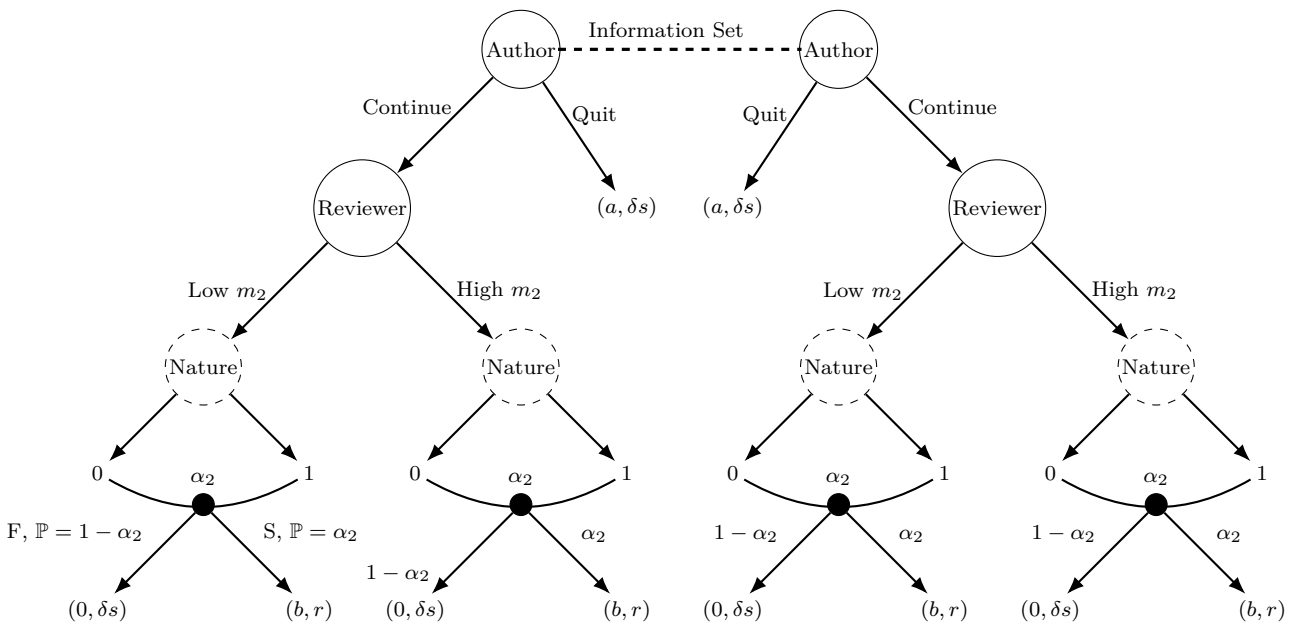 Information Set
Author Author
Continue Quit Quit Continue
Reviewer (a, δs) (a, δs) Reviewer
Low m₂ High m₂ Low m₂ High m₂
Nature Nature Nature Nature
0 α₂ 1 0 α₂ 1 0 α₂ 1 0 α₂ 1
F, ℙ = 1 − α₂ S, ℙ = α₂ α₂ 1 − α₂ α₂ 1 − α₂ α₂
1 − α₂
(0, δs) (b, r) (0, δs) (b, r) (0, δs) (b, r) (0, δs) (b, r)